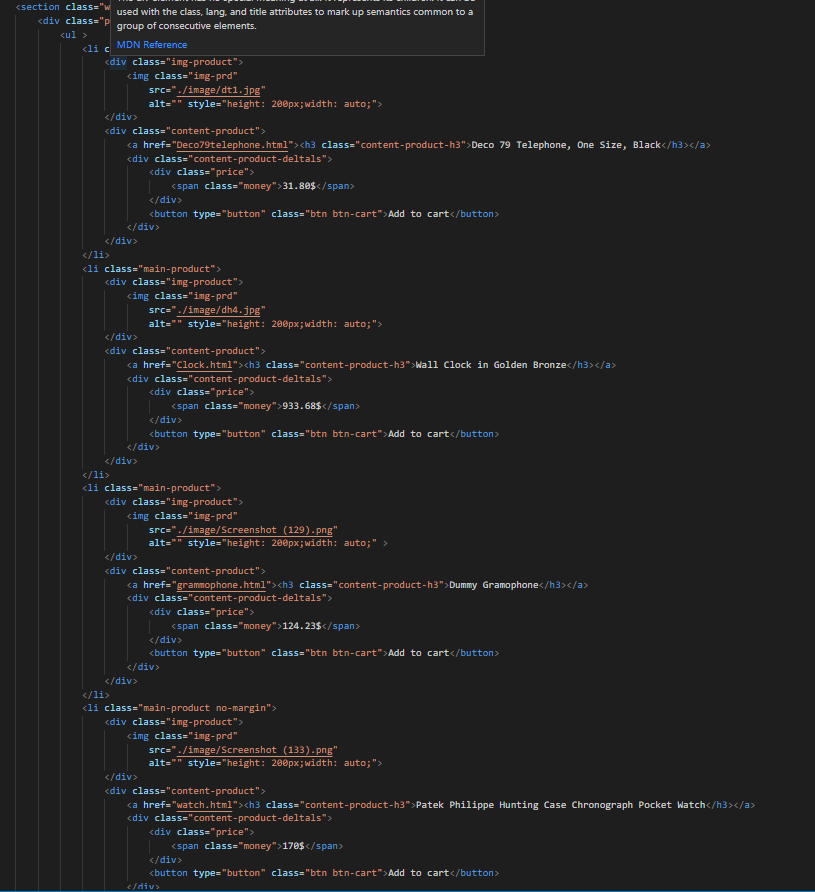 <section class="w
used with the class, lang, and title attributes to mark up semantics common to a
<div class="p
group of consecutive elements.
<ul >
MDN Reference
<li c
<div class="img-product">
<img class="img-prd"
src="./image/dt1.jpg"
alt="" style="height: 200px;width: auto;">
</div>
<div class="content-product">
<a href="Deco79telephone.html"><h3 class="content-product-h3">Deco 79 Telephone, One Size, Black</h3></a>
<div class="content-product-deltals">
<div class="price">
<span class="money">31.80$</span>
</div>
<button type="button" class="btn btn-cart">Add to cart</button>
</div>
</div>
</li>
<li class="main-product">
<div class="img-product">
<img class="img-prd"
src="./image/dh4.jpg"
alt="" style="height: 200px;width: auto;">
</div>
<div class="content-product">
<a href="Clock.html"><h3 class="content-product-h3">Wall Clock in Golden Bronze</h3></a>
<div class="content-product-deltals">
<div class="price">
<span class="money">933.68$</span>
</div>
<button type="button" class="btn btn-cart">Add to cart</button>
</div>
</div>
</li>
<li class="main-product">
<div class="img-product">
<img class="img-prd"
src="./image/Screenshot (129).png"
alt="" style="height: 200px;width: auto;" >
</div>
<div class="content-product">
<a href="grammophone.html"><h3 class="content-product-h3">Dummy Gramophone</h3></a>
<div class="content-product-deltals">
<div class="price">
<span class="money">124.23$</span>
</div>
<button type="button" class="btn btn-cart">Add to cart</button>
</div>
</div>
</li>
<li class="main-product no-margin">
<div class="img-product">
<img class="img-prd"
src="./image/Screenshot (133).png"
alt="" style="height: 200px;width: auto;">
</div>
<div class="content-product">
<a href="watch.html"><h3 class="content-product-h3">Patek Philippe Hunting Case Chronograph Pocket Watch</h3></a>
<div class="content-product-deltals">
<div class="price">
<span class="money">170$</span>
</div>
<button type="button" class="btn btn-cart">Add to cart</button>
</div>